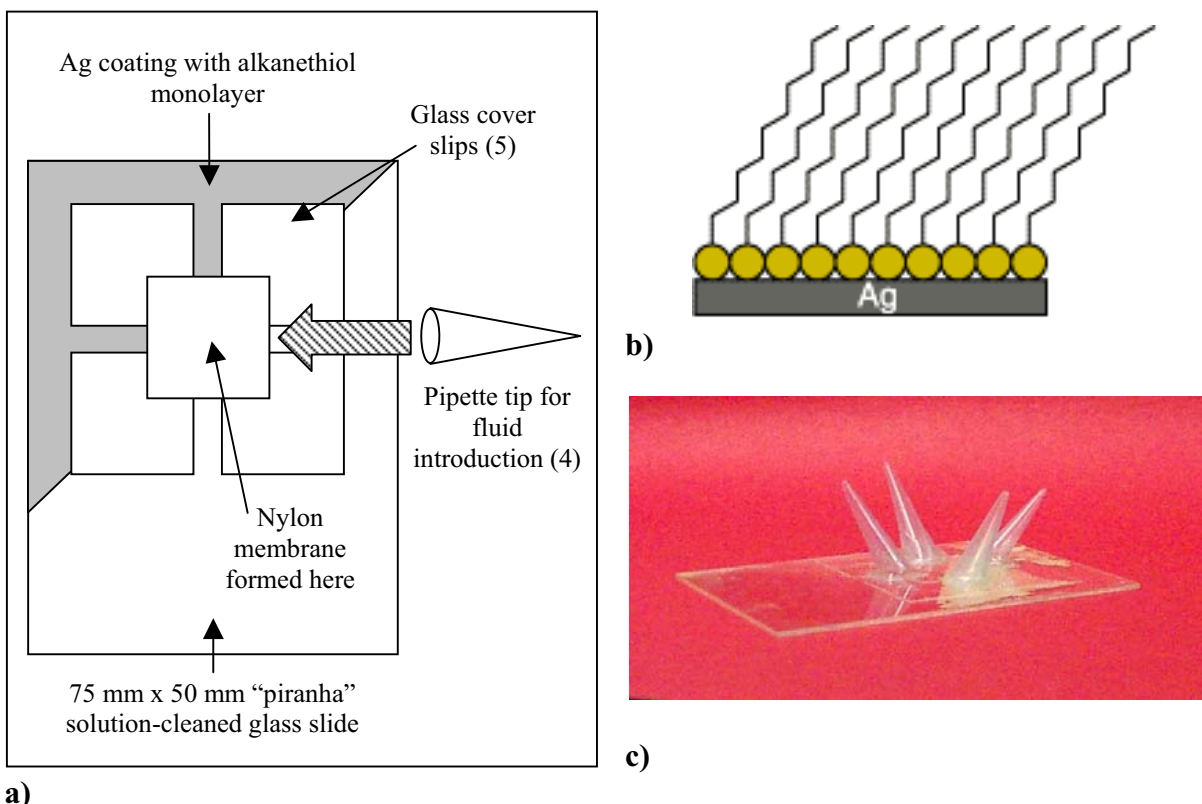 Ag coating with alkanethiol
monolayer
Glass cover
slips (5)
Pipette tip for
fluid
introduction (4)
Nylon
membrane
formed here
75 mm x 50 mm “piranha”
solution-cleaned glass slide
a)
Ag
b)
c)